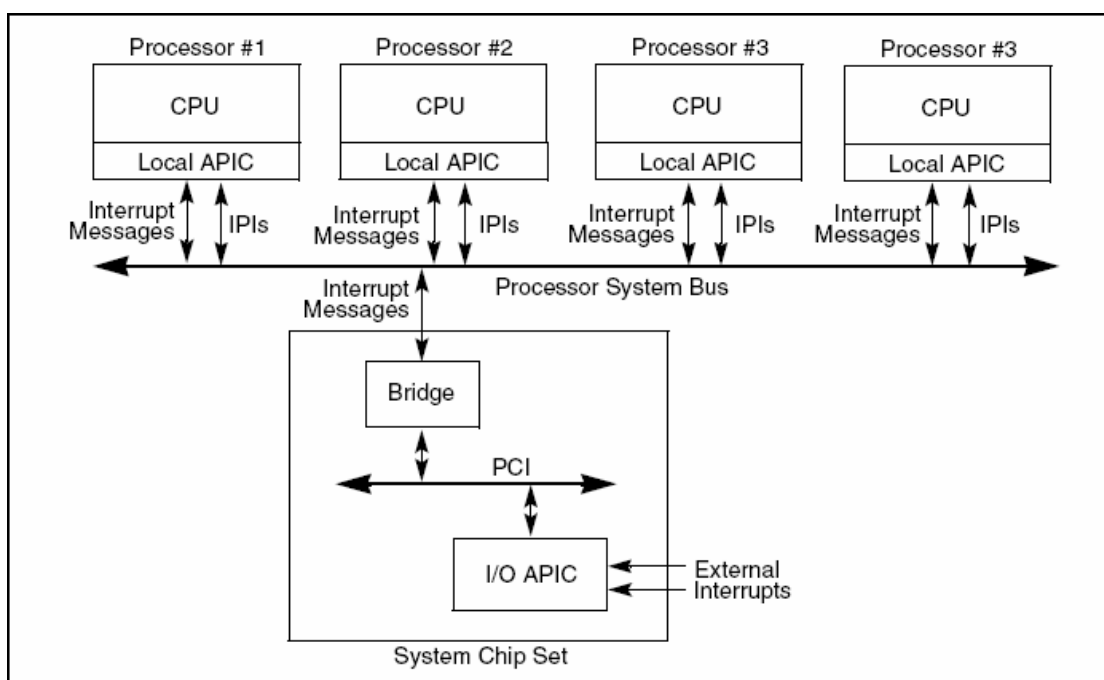 Processor #1
Processor #2
Processor #3
Processor #3
CPU
CPU
CPU
CPU
Local APIC
Local APIC
Local APIC
Local APIC
Interrupt
Messages
IPIs
Interrupt
Messages
IPIs
Interrupt
Messages
IPIs
Interrupt
Messages
IPIs
Processor System Bus
Interrupt
Messages
Bridge
PCI
I/O APIC
External
Interrupts
System Chip Set